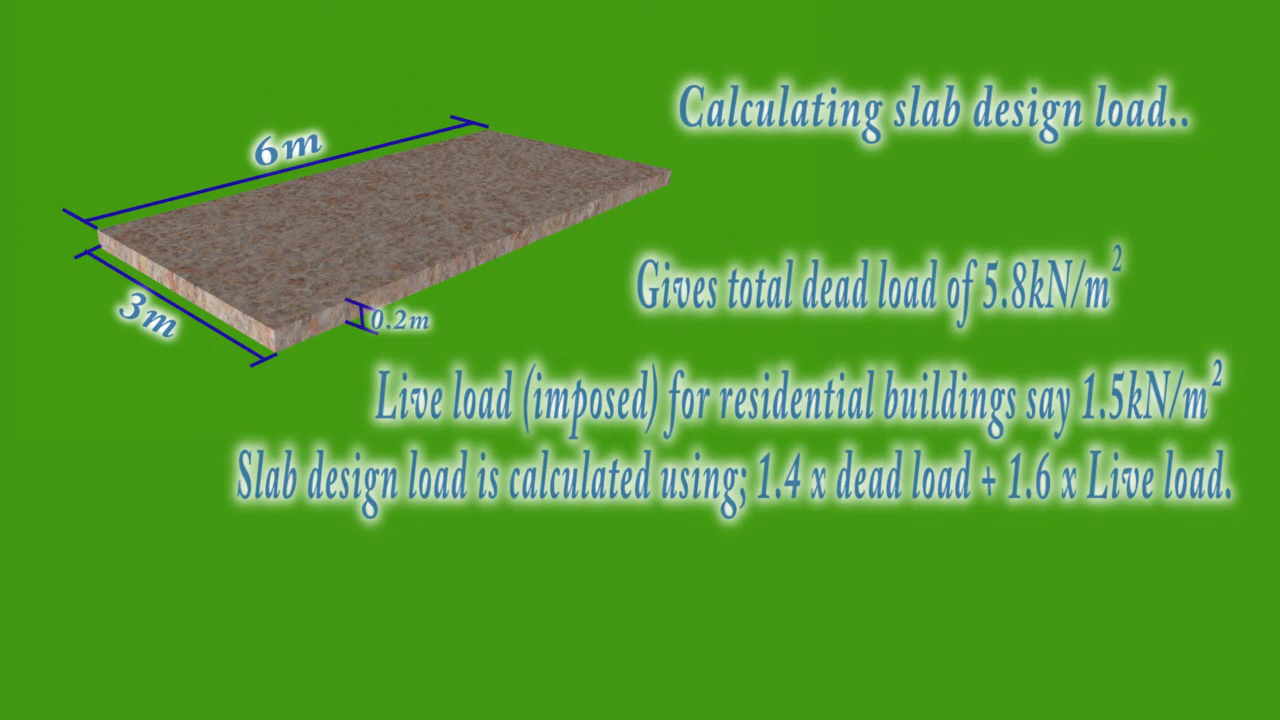 Calculating slab design load..
6m
3m
0.2m
Gives total dead load of 5.8kN/m²
Live load (imposed) for residential buildings say 1.5kN/m²
Slab design load is calculated using; 1.4 x dead load + 1.6 x Live load.